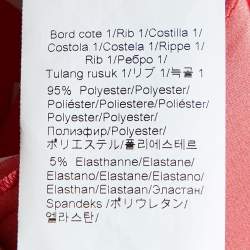 Bord cote 1/Rib 1/Costilla 1/
Costola 1/Costela 1/Rippe 1/
Rib 1/Ребро 1/
Tulang rusuk 1/リブ 1/늑골 1
95% Polyester/Polyester/
Poliéster/Poliestere/Poliéster/
Polyester/Polyester/
Полиэфир/Polyester/
ポリエステル/폴리에스테르
5% Elasthanne/Elastane/
Elastano/Elastane/Elastano/
Elasthan/Elastaan/Эластан/
Spandeks /ポリウレタン/
엘라스탄/